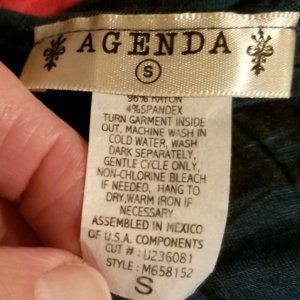 AGENDA
S
96% RAYON
4% SPANDEX
TURN GARMENT INSIDE
OUT, MACHINE WASH IN
COLD WATER, WASH
DARK SEPARATELY,
GENTLE CYCLE ONLY,
NON-CHLORINE BLEACH
IF NEEDED, HANG TO
DRY, WARM IRON IF
NECESSARY
ASSEMBLED IN MEXICO
OF U.S.A. COMPONENTS
CUT # : U236081
STYLE : M658152
S